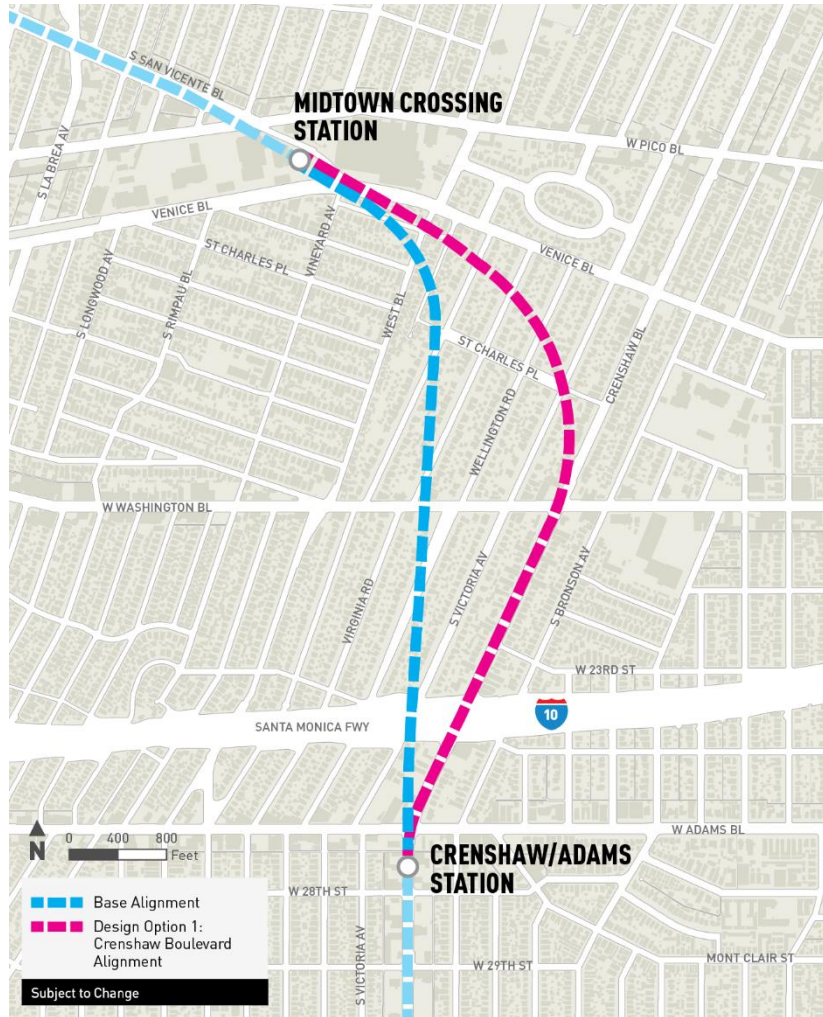 S SAN VICENTE BL
MIDTOWN CROSSING
STATION
W PICO BL
S LA BREA AV
VENICE BL
VINEYARD AV
ST CHARLES PL
S LONGWOOD AV
S RIMPAU BL
WEST BL
VENICE BL
ST CHARLES PL
CRENSHAW BL
WELLINGTON RD
W WASHINGTON BL
VIRGINIA RD
S VICTORIA AV
S BRONSON AV
W 23RD ST
10
SANTA MONICA FWY
N
0 400 800
Feet
W ADAMS BL
CRENSHAW/ADAMS
STATION
W 28TH ST
S VICTORIA AV
W 29TH ST
MONT CLAIR ST
Base Alignment
Design Option 1:
Crenshaw Boulevard
Alignment
Subject to Change